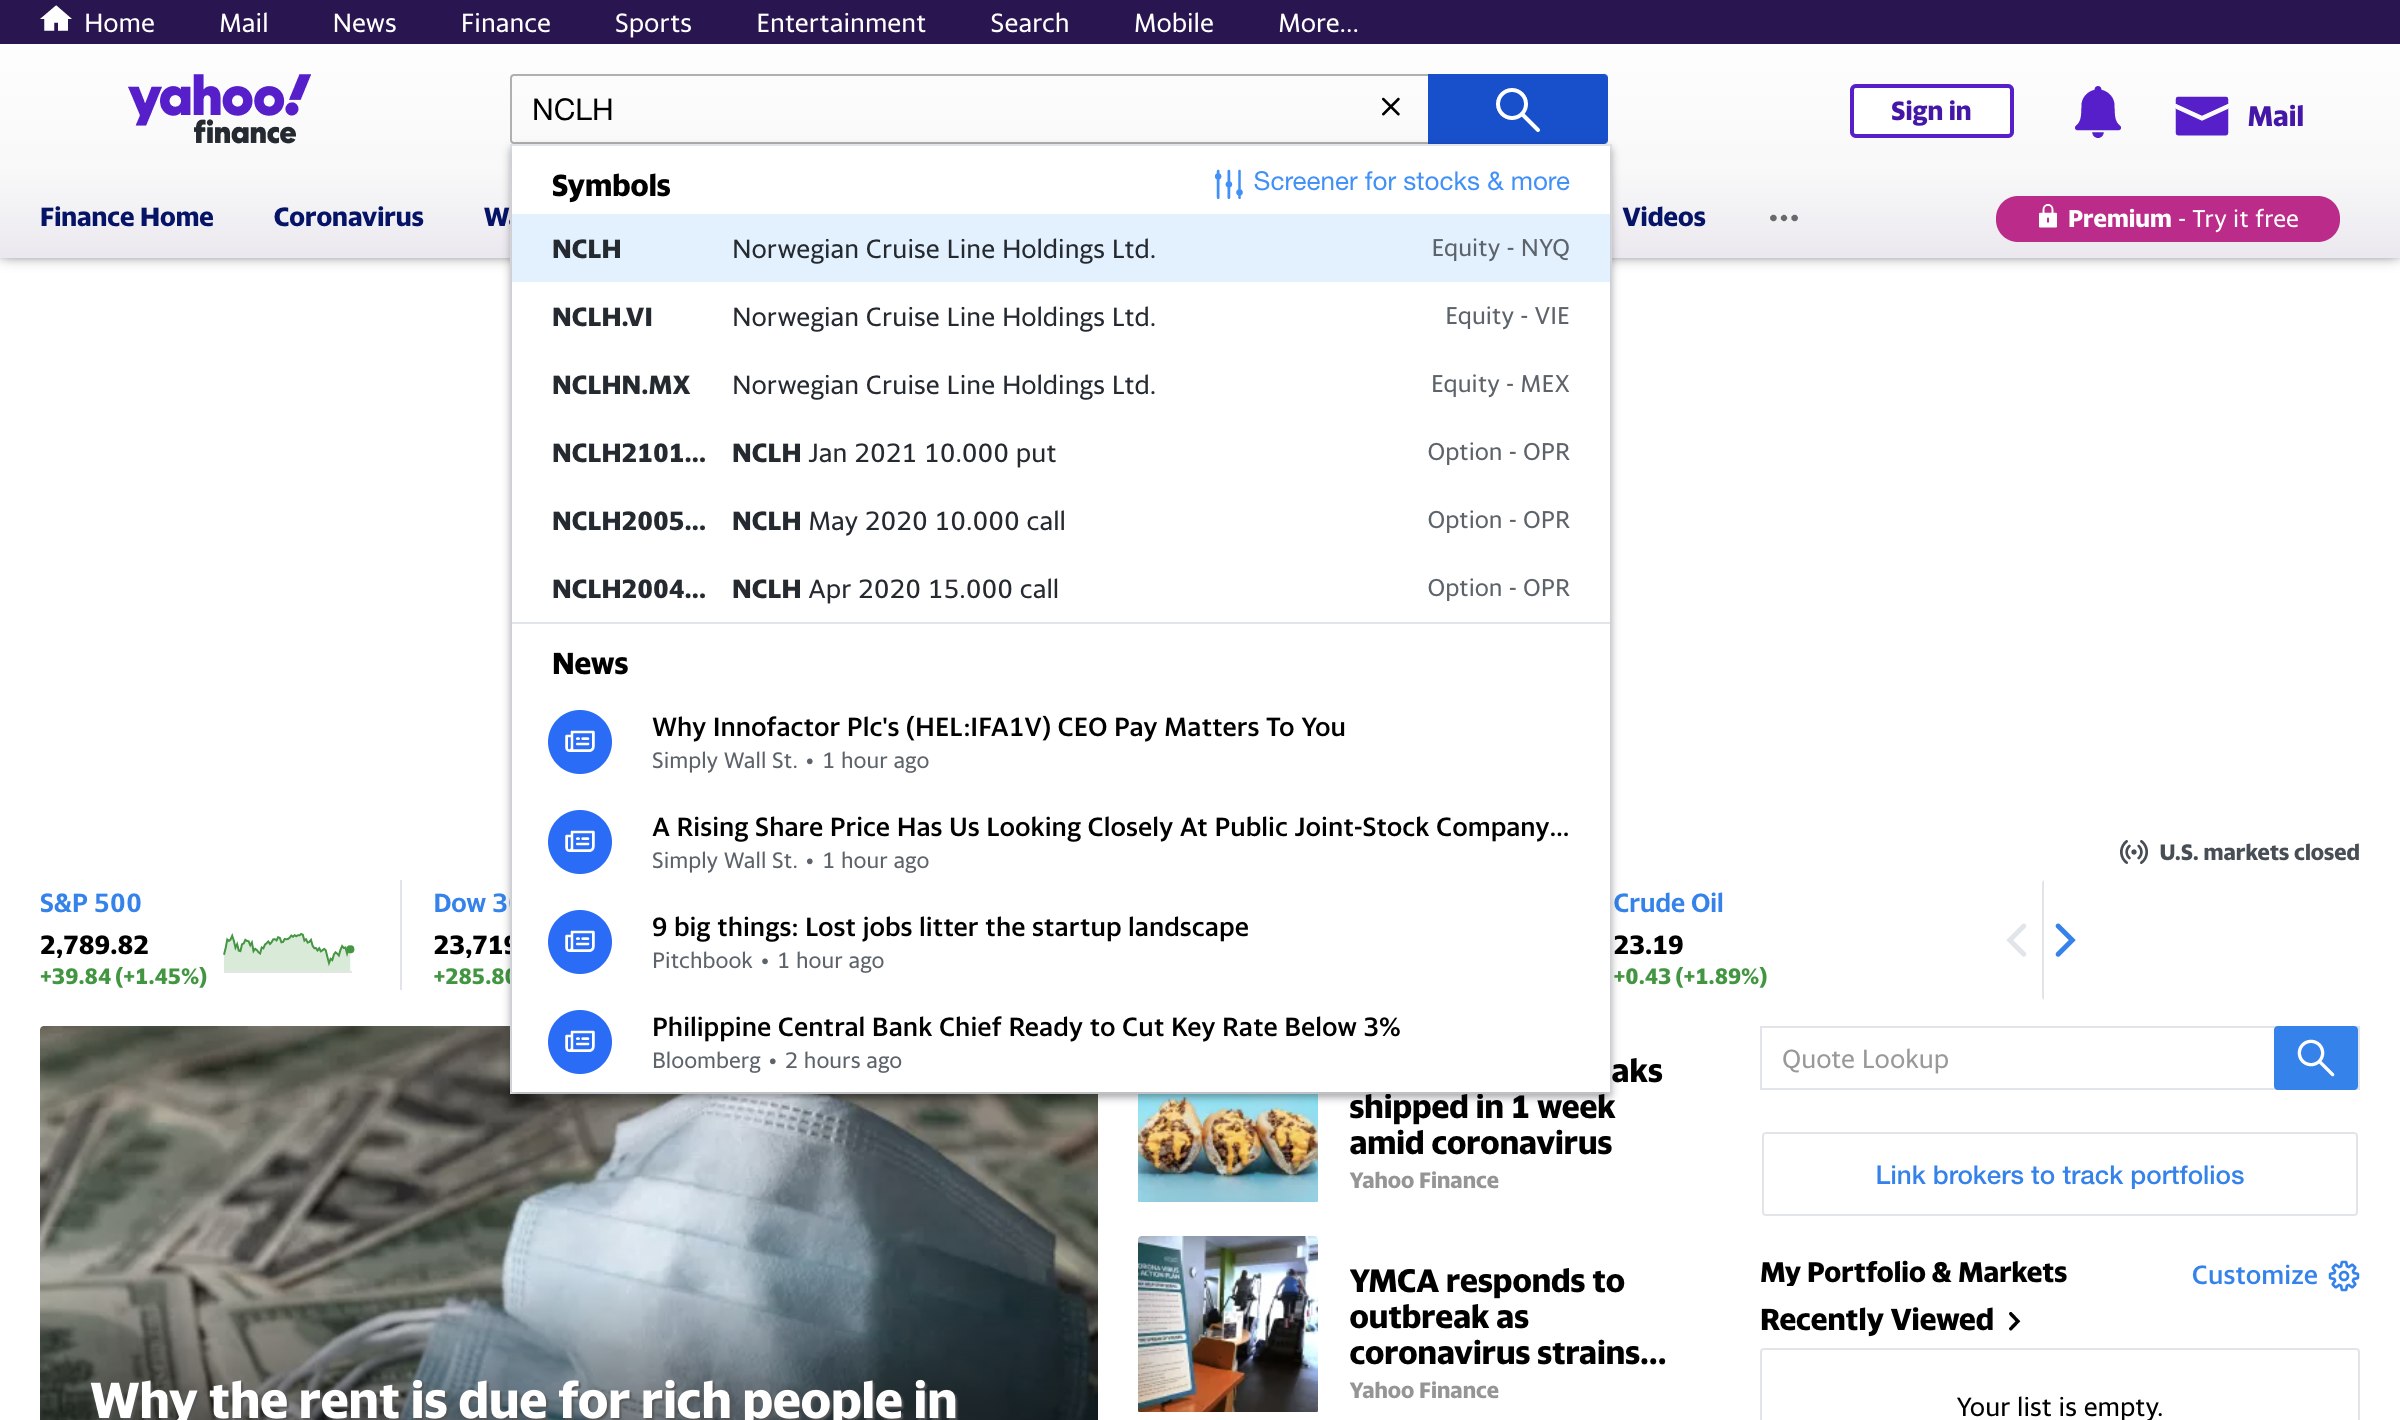 Home Mail News Finance Sports Entertainment Search Mobile More...
yahoo!
finance
NCLH
Sign in
Mail
Finance Home Coronavirus Videos
Premium - Try it free
Symbols
Screener for stocks & more
NCLH Norwegian Cruise Line Holdings Ltd. Equity - NYQ
NCLH.VI Norwegian Cruise Line Holdings Ltd. Equity - VIE
NCLHN.MX Norwegian Cruise Line Holdings Ltd. Equity - MEX
NCLH2101... NCLH Jan 2021 10.000 put Option - OPR
NCLH2005... NCLH May 2020 10.000 call Option - OPR
NCLH2004... NCLH Apr 2020 15.000 call Option - OPR
News
Why Innofactor Plc's (HEL:IFA1V) CEO Pay Matters To You
Simply Wall St. • 1 hour ago
A Rising Share Price Has Us Looking Closely At Public Joint-Stock Company...
Simply Wall St. • 1 hour ago
9 big things: Lost jobs litter the startup landscape
Pitchbook • 1 hour ago
Philippine Central Bank Chief Ready to Cut Key Rate Below 3%
Bloomberg • 2 hours ago
U.S. markets closed
S&P 500
2,789.82
+39.84 (+1.45%)
Dow 3
23,719
+285.80
Crude Oil
23.19
+0.43 (+1.89%)
Why the rent is due for rich people in
aks
shipped in 1 week
amid coronavirus
Yahoo Finance
YMCA responds to
outbreak as
coronavirus strains...
Yahoo Finance
Quote Lookup
Link brokers to track portfolios
My Portfolio & Markets
Customize
Recently Viewed
Your list is empty.